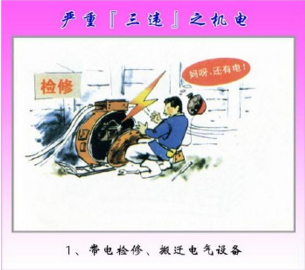 严重『三违』之机电
检修
妈呀，还有电！
1、带电检修、搬迁电气设备